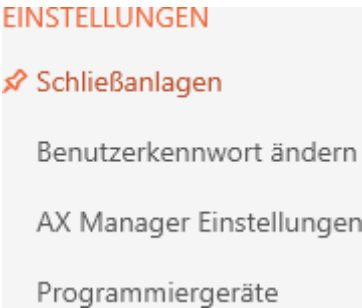 EINSTELLUNGEN
Schließanlagen
Benutzerkennwort ändern
AX Manager Einstellungen
Programmiergeräte